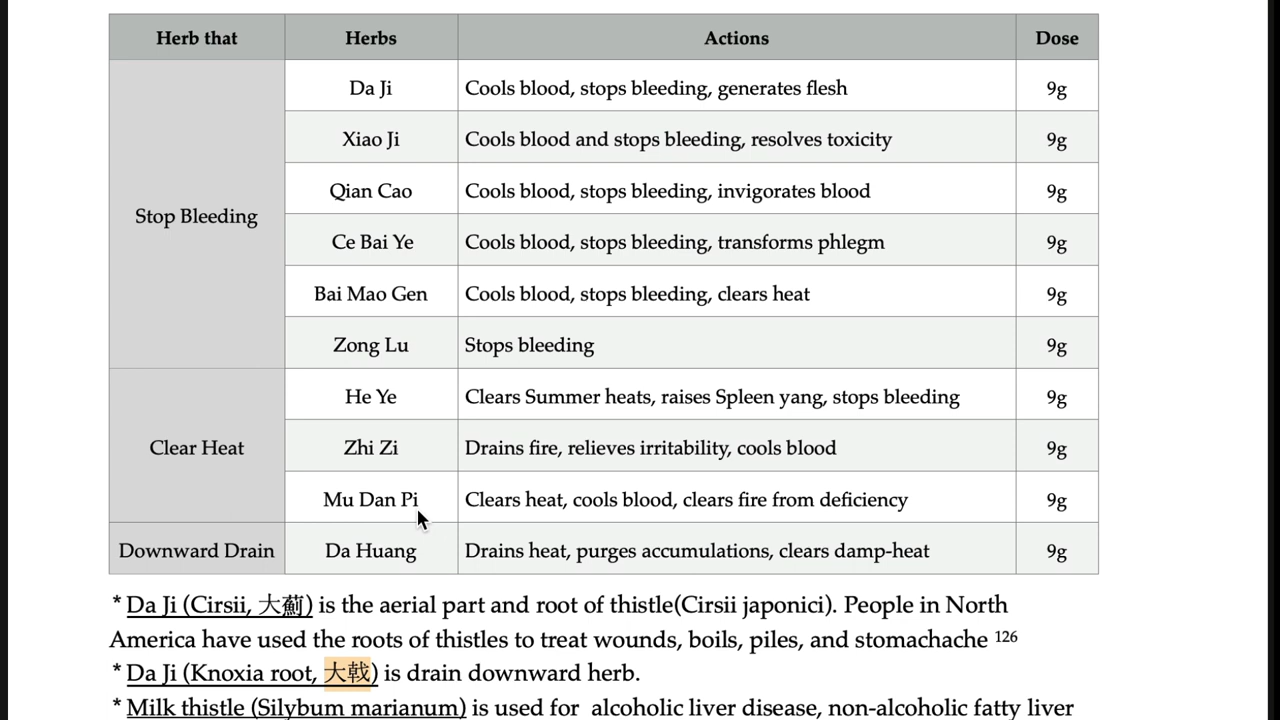 Herb that Herbs Actions Dose
Da Ji Cools blood, stops bleeding, generates flesh 9g
Xiao Ji Cools blood and stops bleeding, resolves toxicity 9g
Qian Cao Cools blood, stops bleeding, invigorates blood 9g
Stop Bleeding
Ce Bai Ye Cools blood, stops bleeding, transforms phlegm 9g
Bai Mao Gen Cools blood, stops bleeding, clears heat 9g
Zong Lu Stops bleeding 9g
He Ye Clears Summer heats, raises Spleen yang, stops bleeding 9g
Clear Heat Zhi Zi Drains fire, relieves irritability, cools blood 9g
Mu Dan Pi Clears heat, cools blood, clears fire from deficiency 9g
Downward Drain Da Huang Drains heat, purges accumulations, clears damp-heat 9g
* Da Ji (Cirsii, 大薊) is the aerial part and root of thistle(Cirsii japonici). People in North
America have used the roots of thistles to treat wounds, boils, piles, and stomachache 126
* Da Ji (Knoxia root, 大戟) is drain downward herb.
* Milk thistle (Silybum marianum) is used for alcoholic liver disease, non-alcoholic fatty liver